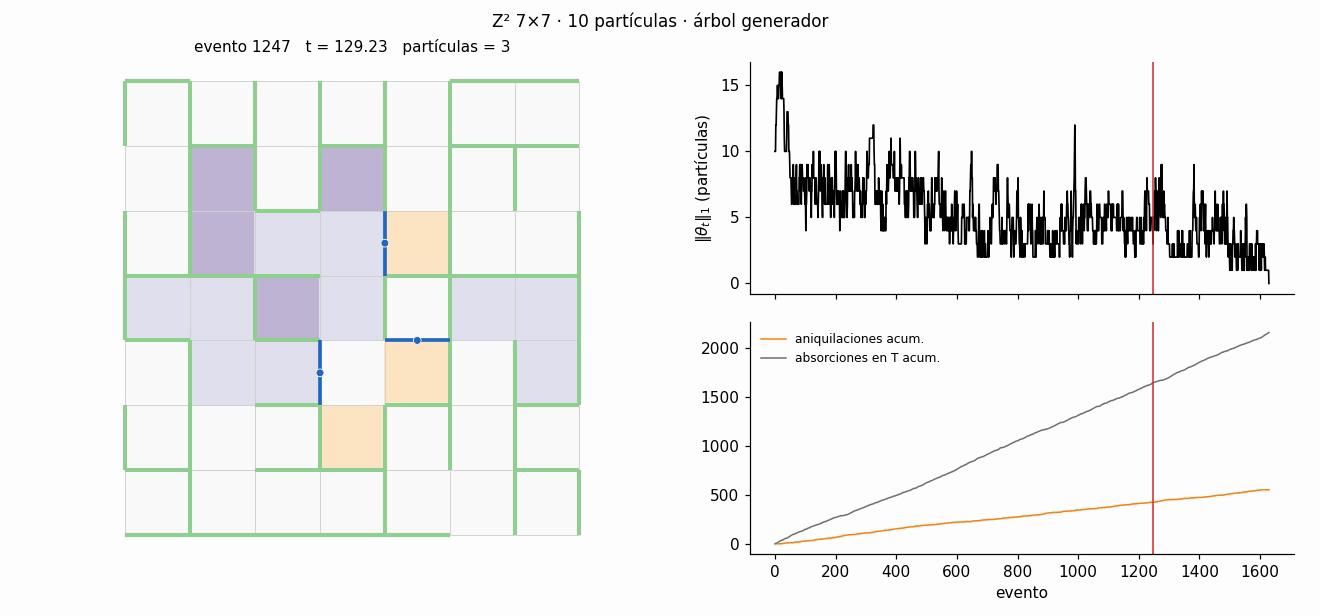 Z² 7×7 · 10 partículas · árbol generador
evento 1247   t = 129.23   partículas = 3
‖θₜ‖₁ (partículas)
15
10
5
0
aniquilaciones acum.
absorciones en T acum.
2000
1500
1000
500
0
0 200 400 600 800 1000 1200 1400 1600
evento